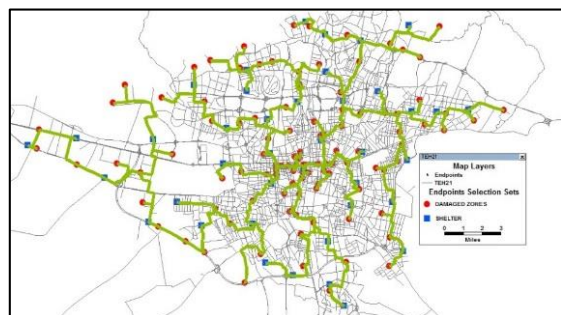 TEH21
Map Layers
Endpoints
TEH21
Endpoints Selection Sets
DAMAGED ZONES
SHELTER
0 1 2 3
Miles